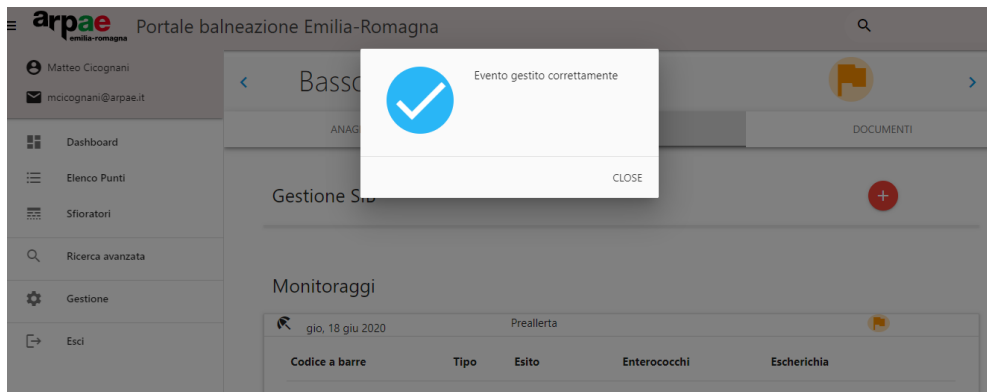 arpae
emilia-romagna
Portale balneazione Emilia-Romagna
Matteo Cicognani
mcicognani@arpae.it
Dashboard
Elenco Punti
Sfioratori
Ricerca avanzata
Gestione
Esci
Basso
Evento gestito correttamente
CLOSE
ANAG
DOCUMENTI
Gestione SIB
Monitoraggi
gio, 18 giu 2020 Preallerta
Codice a barre Tipo Esito Enterococchi Escherichia